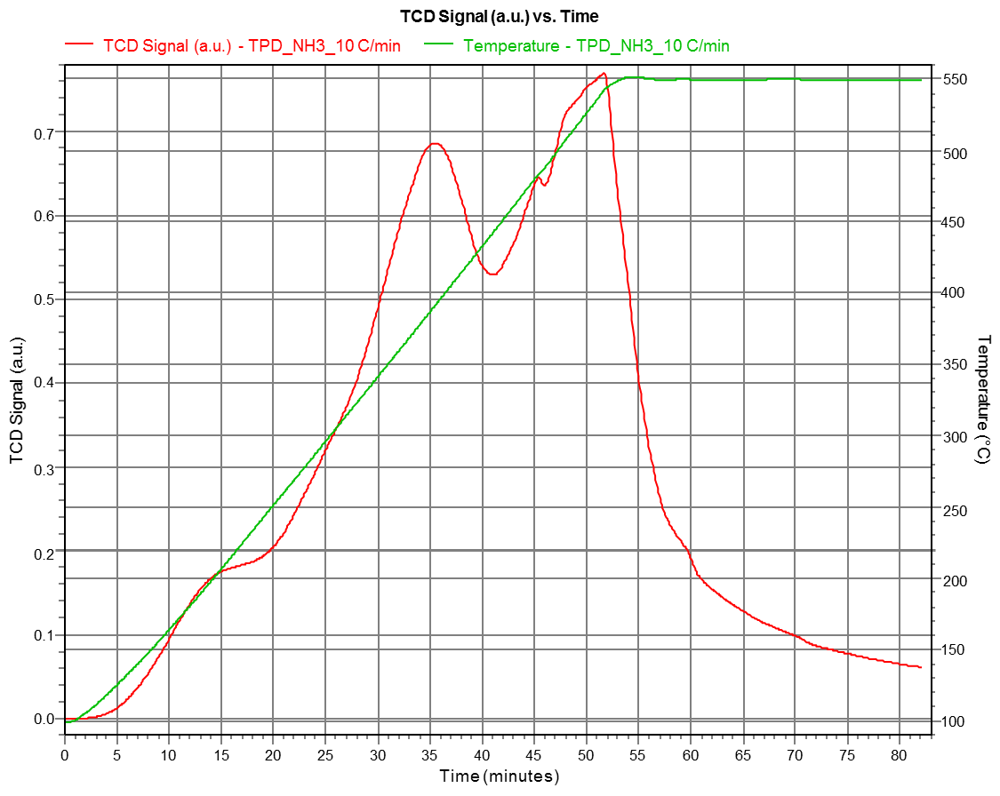 TCD Signal (a.u.) vs. Time
TCD Signal (a.u.) - TPD_NH3_10 C/min
Temperature - TPD_NH3_10 C/min
TCD Signal (a.u.)
0.7
0.6
0.5
0.4
0.3
0.2
0.1
0.0
550
500
450
400
350
300
250
200
150
100
Temperature (°C)
0 5 10 15 20 25 30 35 40 45 50 55 60 65 70 75 80
Time (minutes)